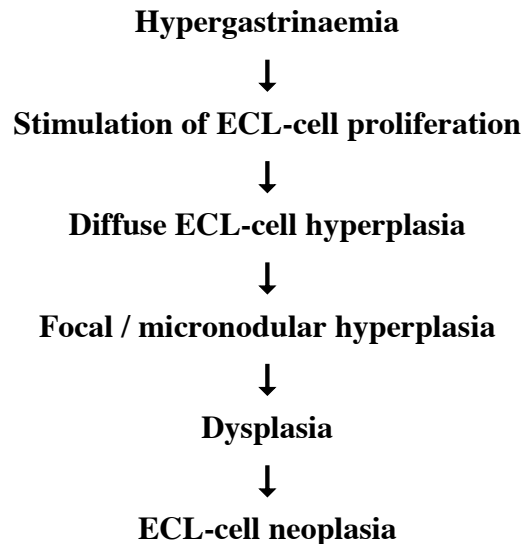 Hypergastrinaemia
↓
Stimulation of ECL-cell proliferation
↓
Diffuse ECL-cell hyperplasia
↓
Focal / micronodular hyperplasia
↓
Dysplasia
↓
ECL-cell neoplasia